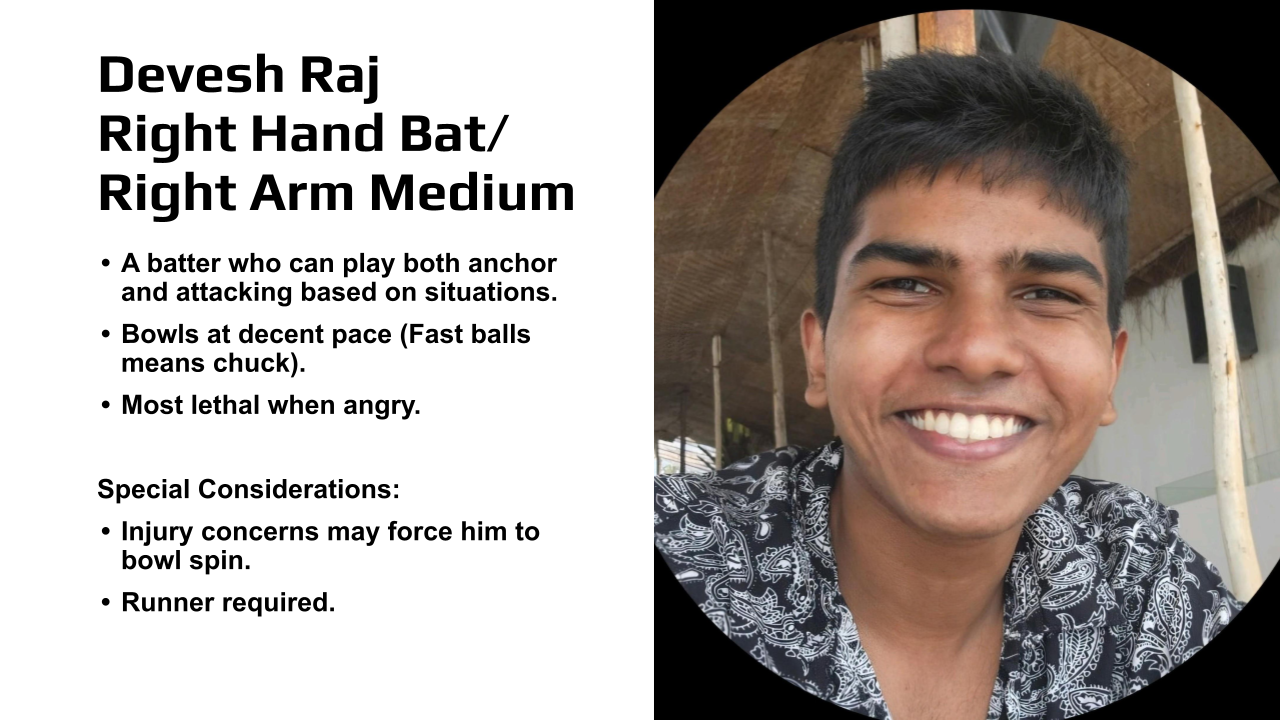 Devesh Raj
Right Hand Bat/
Right Arm Medium
• A batter who can play both anchor
and attacking based on situations.
• Bowls at decent pace (Fast balls
means chuck).
• Most lethal when angry.
Special Considerations:
• Injury concerns may force him to
bowl spin.
• Runner required.